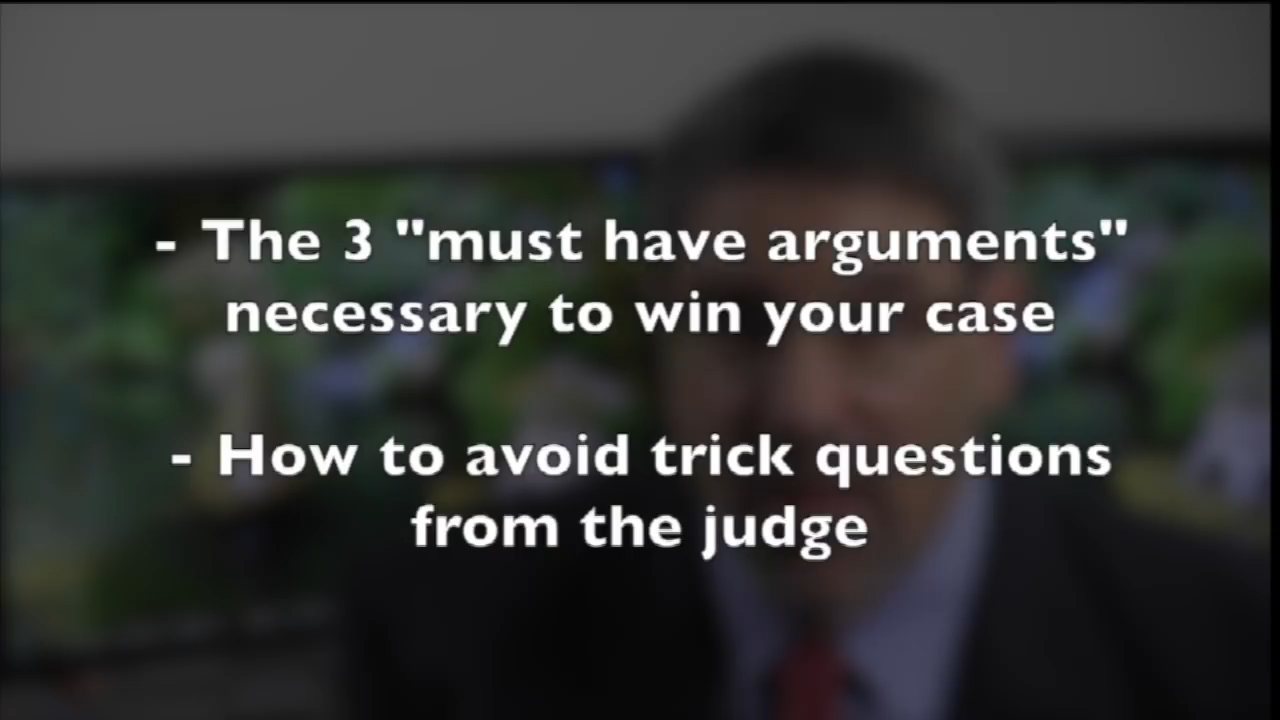 - The 3 "must have arguments"
necessary to win your case
- How to avoid trick questions
from the judge